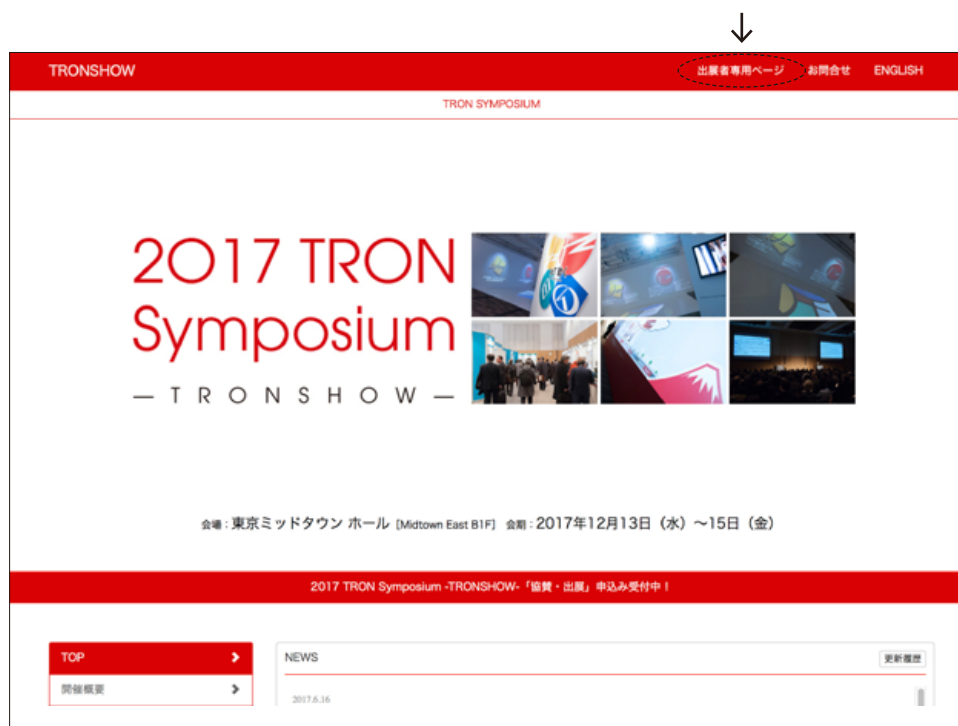 TRONSHOW
出展者専用ページ お問合せ ENGLISH
TRON SYMPOSIUM
2017 TRON
Symposium
— TRONSHOW —
会場：東京ミッドタウン ホール [Midtown East B1F] 会期：2017年12月13日（水）～15日（金）
2017 TRON Symposium -TRONSHOW-「協賛・出展」申込み受付中！
TOP
NEWS
更新履歴
開催概要
2017.6.16